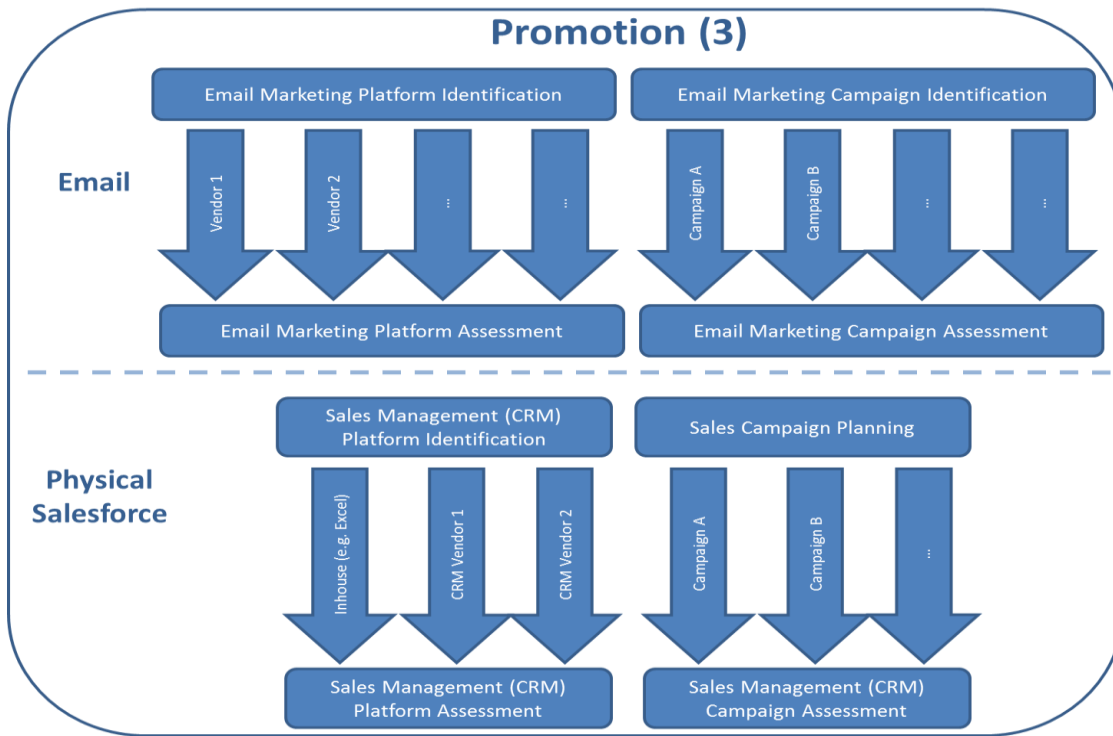 Promotion (3)
Email Marketing Platform Identification
Email Marketing Campaign Identification
Email
Vendor 1
Vendor 2
...
...
Campaign A
Campaign B
...
...
Email Marketing Platform Assessment
Email Marketing Campaign Assessment
Sales Management (CRM)
Platform Identification
Sales Campaign Planning
Physical
Salesforce
Inhouse (e.g. Excel)
CRM Vendor 1
CRM Vendor 2
Campaign A
Campaign B
...
Sales Management (CRM)
Platform Assessment
Sales Management (CRM)
Campaign Assessment